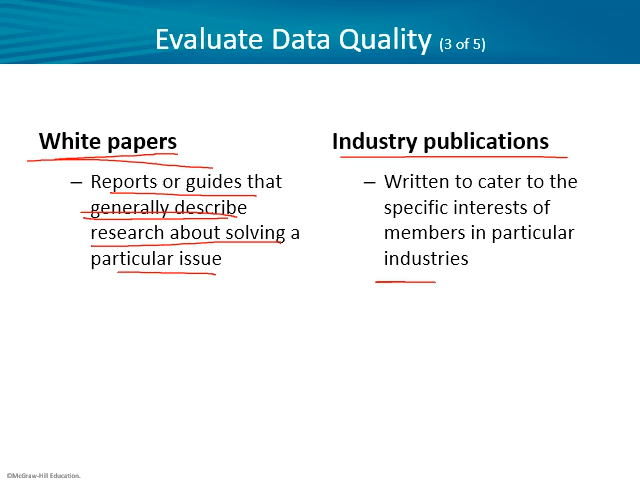 Evaluate Data Quality (3 of 5)
White papers
– Reports or guides that
generally describe
research about solving a
particular issue
Industry publications
– Written to cater to the
specific interests of
members in particular
industries
©McGraw-Hill Education.